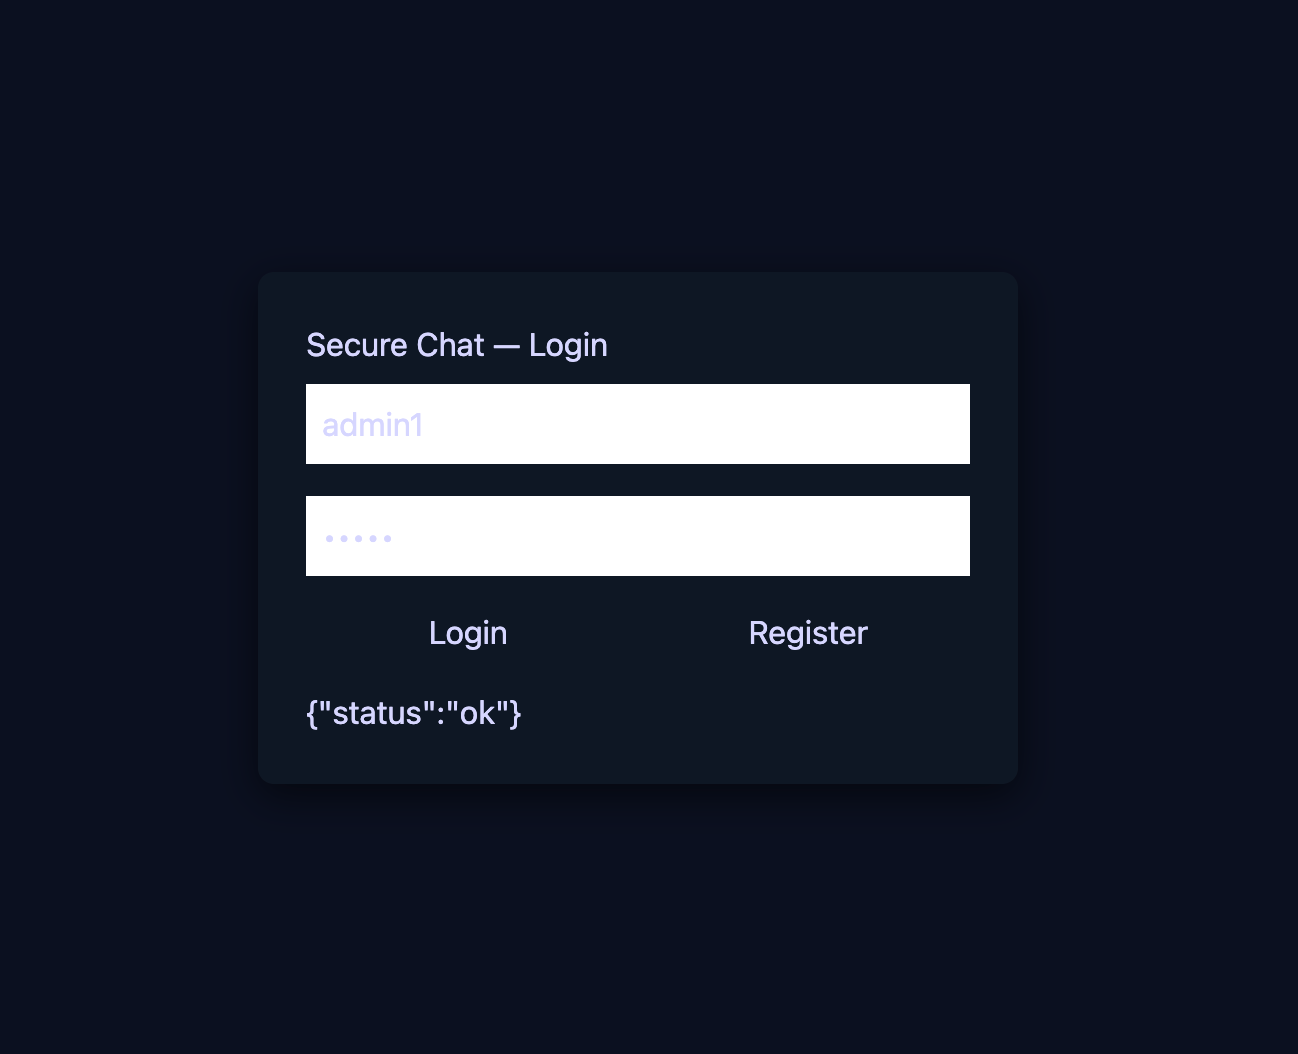 Secure Chat — Login
admin1
•••••
Login Register
{"status":"ok"}